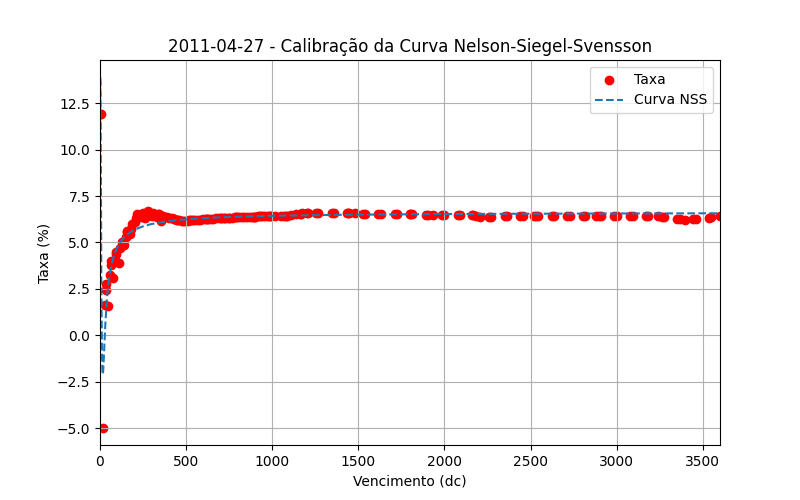 2011-04-27 - Calibração da Curva Nelson-Siegel-Svensson
Taxa
Curva NSS
12.5
10.0
7.5
5.0
2.5
0.0
−2.5
−5.0
Taxa (%)
0 500 1000 1500 2000 2500 3000 3500
Vencimento (dc)